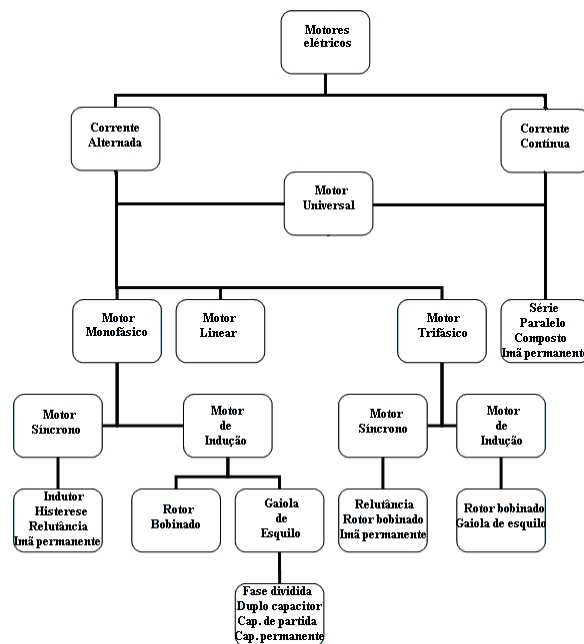 Motores
elétricos
Corrente
Alternada
Corrente
Contínua
Motor
Universal
Motor
Monofásico
Motor
Linear
Motor
Trifásico
Série
Paralelo
Composto
Imã permanente
Motor
Síncrono
Motor
de
Indução
Motor
Síncrono
Motor
de
Indução
Indutor
Histerese
Relutância
Imã permanente
Rotor
Bobinado
Gaiola
de
Esquilo
Relutância
Rotor bobinado
Imã permanente
Rotor bobinado
Gaiola de esquilo
Fase dividida
Duplo capacitor
Cap. de partida
Cap. permanente